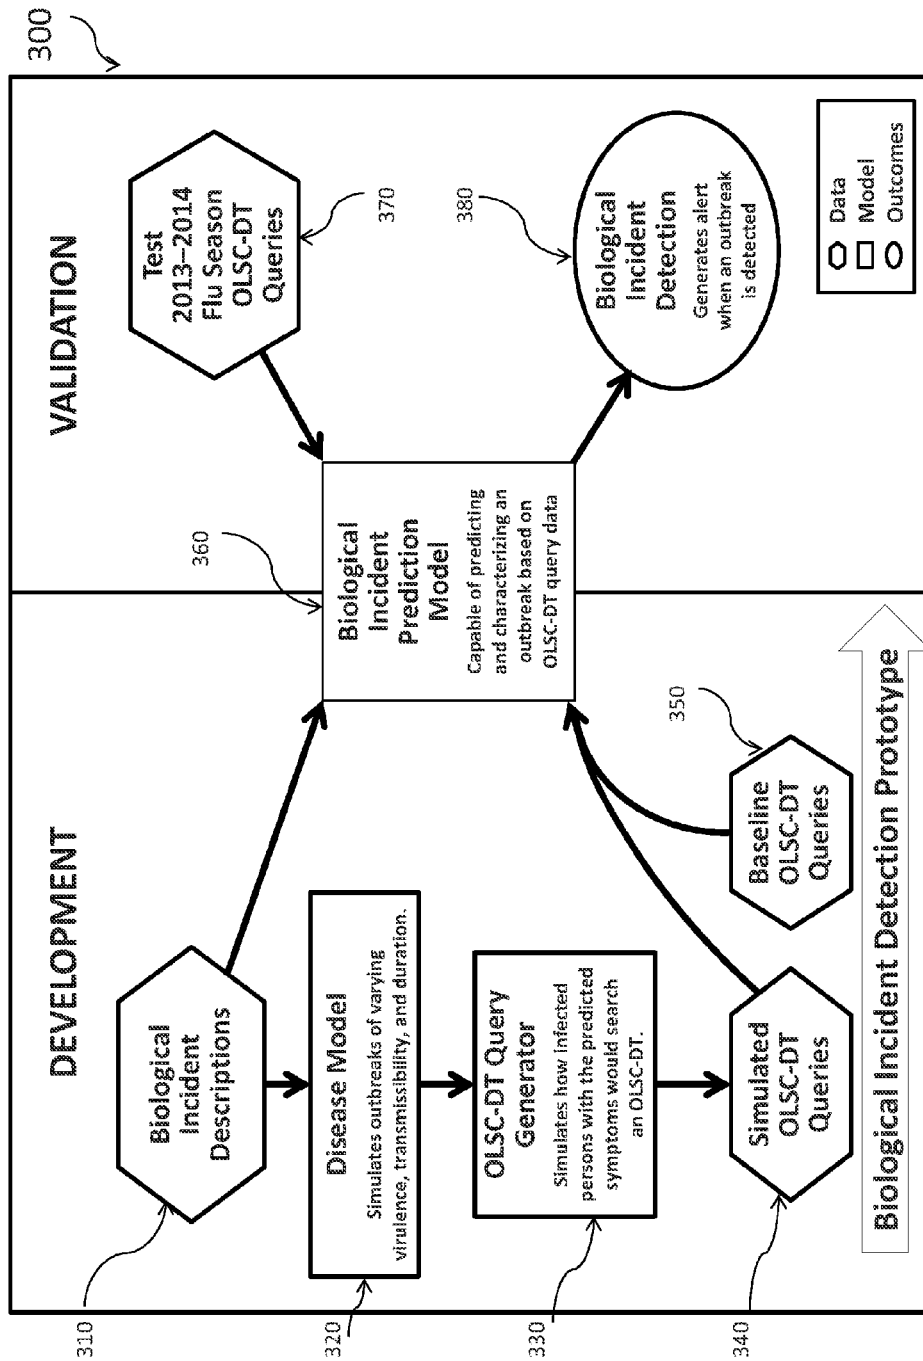 300
DEVELOPMENT
VALIDATION
310
Biological
Incident
Descriptions
320
Disease Model
Simulates outbreaks of varying
virulence, transmissibility, and duration.
330
OLSC-DT Query
Generator
Simulates how infected
persons with the predicted
symptoms would search
an OLSC-DT.
340
Simulated
OLSC-DT
Queries
350
Baseline
OLSC-DT
Queries
360
Biological
Incident
Prediction
Model
Capable of predicting
and characterizing an
outbreak based on
OLSC-DT query data
Test
2013–2014
Flu Season
OLSC-DT
Queries
370
380
Biological
Incident
Detection
Generates alert
when an outbreak
is detected
Data
Model
Outcomes
Biological Incident Detection Prototype